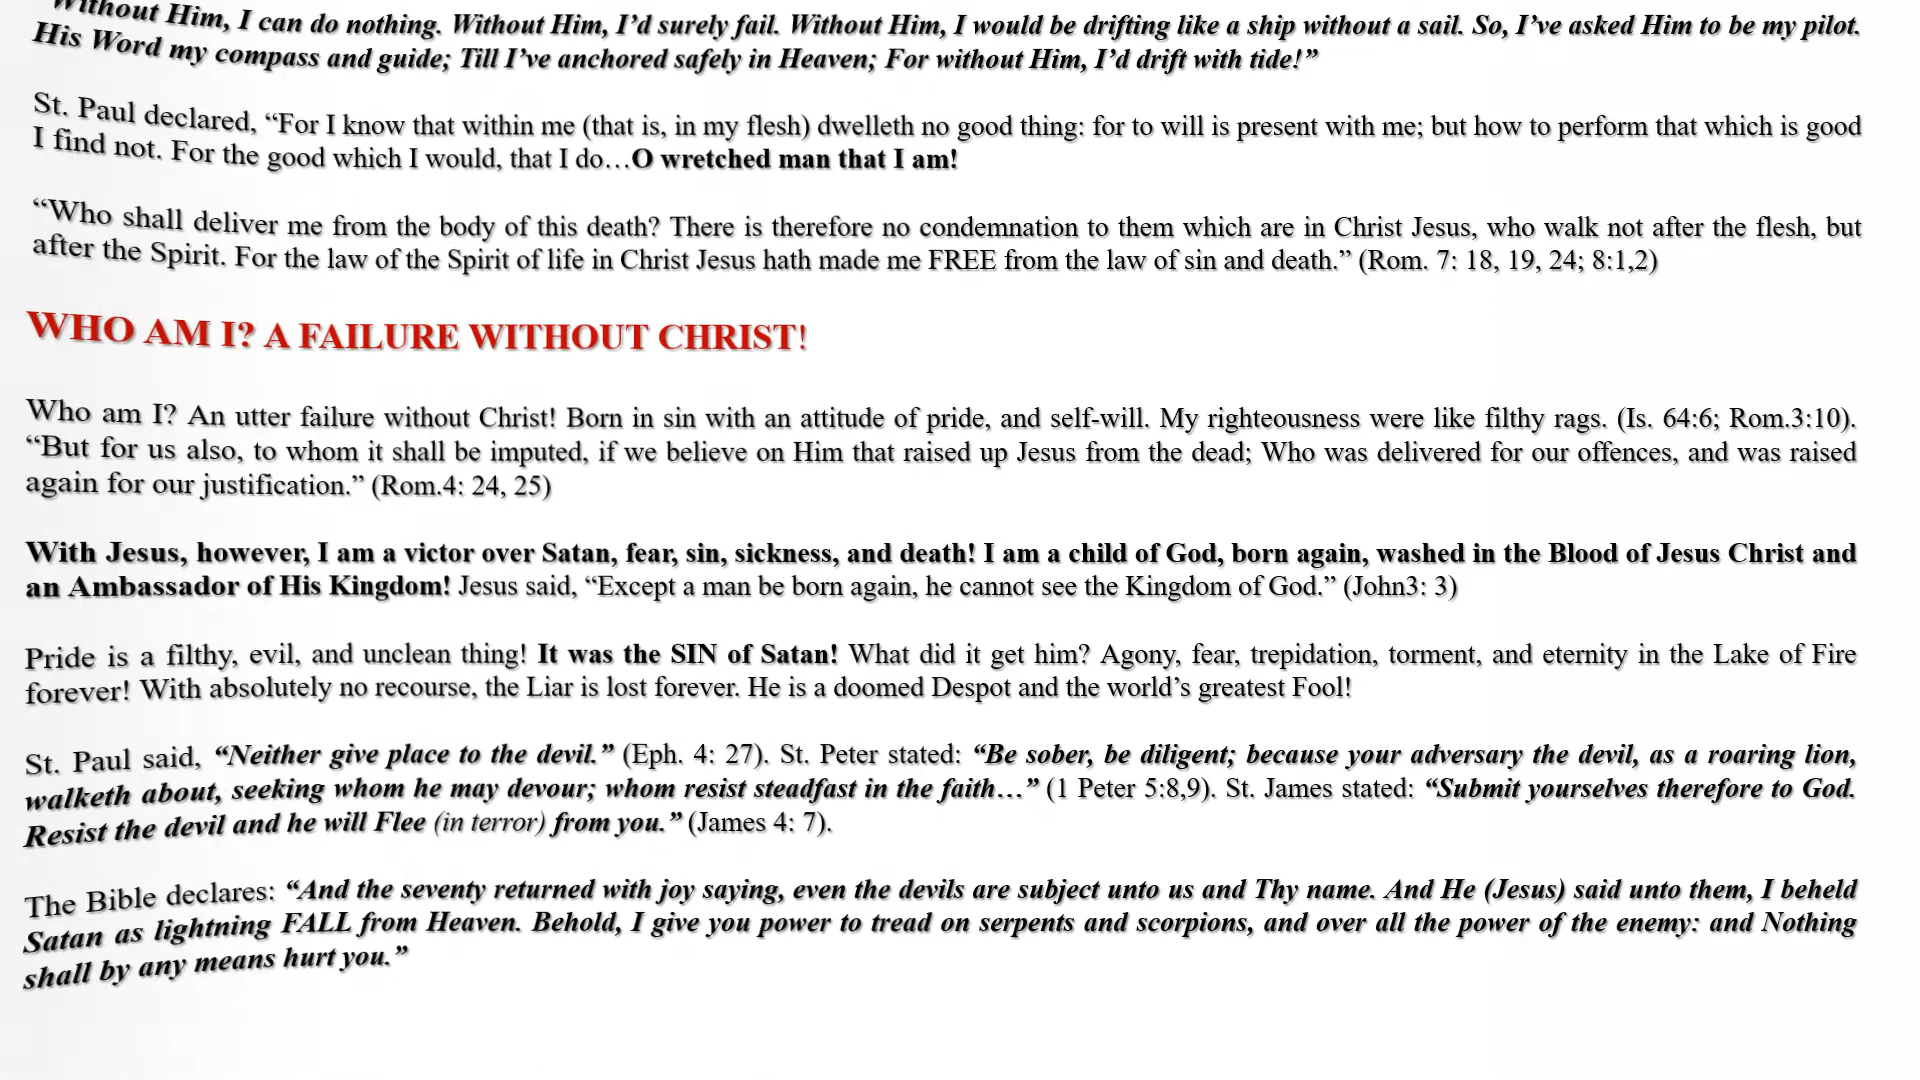 Without Him, I can do nothing. Without Him, I’d surely fail. Without Him, I would be drifting like a ship without a sail. So, I’ve asked Him to be my pilot.
His Word my compass and guide; Till I’ve anchored safely in Heaven; For without Him, I’d drift with tide!”
St. Paul declared, “For I know that within me (that is, in my flesh) dwelleth no good thing: for to will is present with me; but how to perform that which is good
I find not. For the good which I would, that I do…O wretched man that I am!
“Who shall deliver me from the body of this death? There is therefore no condemnation to them which are in Christ Jesus, who walk not after the flesh, but
after the Spirit. For the law of the Spirit of life in Christ Jesus hath made me FREE from the law of sin and death.” (Rom. 7: 18, 19, 24; 8:1,2)
WHO AM I? A FAILURE WITHOUT CHRIST!
Who am I? An utter failure without Christ! Born in sin with an attitude of pride, and self-will. My righteousness were like filthy rags. (Is. 64:6; Rom.3:10).
“But for us also, to whom it shall be imputed, if we believe on Him that raised up Jesus from the dead; Who was delivered for our offences, and was raised
again for our justification.” (Rom.4: 24, 25)
With Jesus, however, I am a victor over Satan, fear, sin, sickness, and death! I am a child of God, born again, washed in the Blood of Jesus Christ and
an Ambassador of His Kingdom! Jesus said, “Except a man be born again, he cannot see the Kingdom of God.” (John3: 3)
Pride is a filthy, evil, and unclean thing! It was the SIN of Satan! What did it get him? Agony, fear, trepidation, torment, and eternity in the Lake of Fire
forever! With absolutely no recourse, the Liar is lost forever. He is a doomed Despot and the world’s greatest Fool!
St. Paul said, “Neither give place to the devil.” (Eph. 4: 27). St. Peter stated: “Be sober, be diligent; because your adversary the devil, as a roaring lion,
walketh about, seeking whom he may devour; whom resist steadfast in the faith…” (1 Peter 5:8,9). St. James stated: “Submit yourselves therefore to God.
Resist the devil and he will Flee (in terror) from you.” (James 4: 7).
The Bible declares: “And the seventy returned with joy saying, even the devils are subject unto us and Thy name. And He (Jesus) said unto them, I beheld
Satan as lightning FALL from Heaven. Behold, I give you power to tread on serpents and scorpions, and over all the power of the enemy: and Nothing
shall by any means hurt you.”